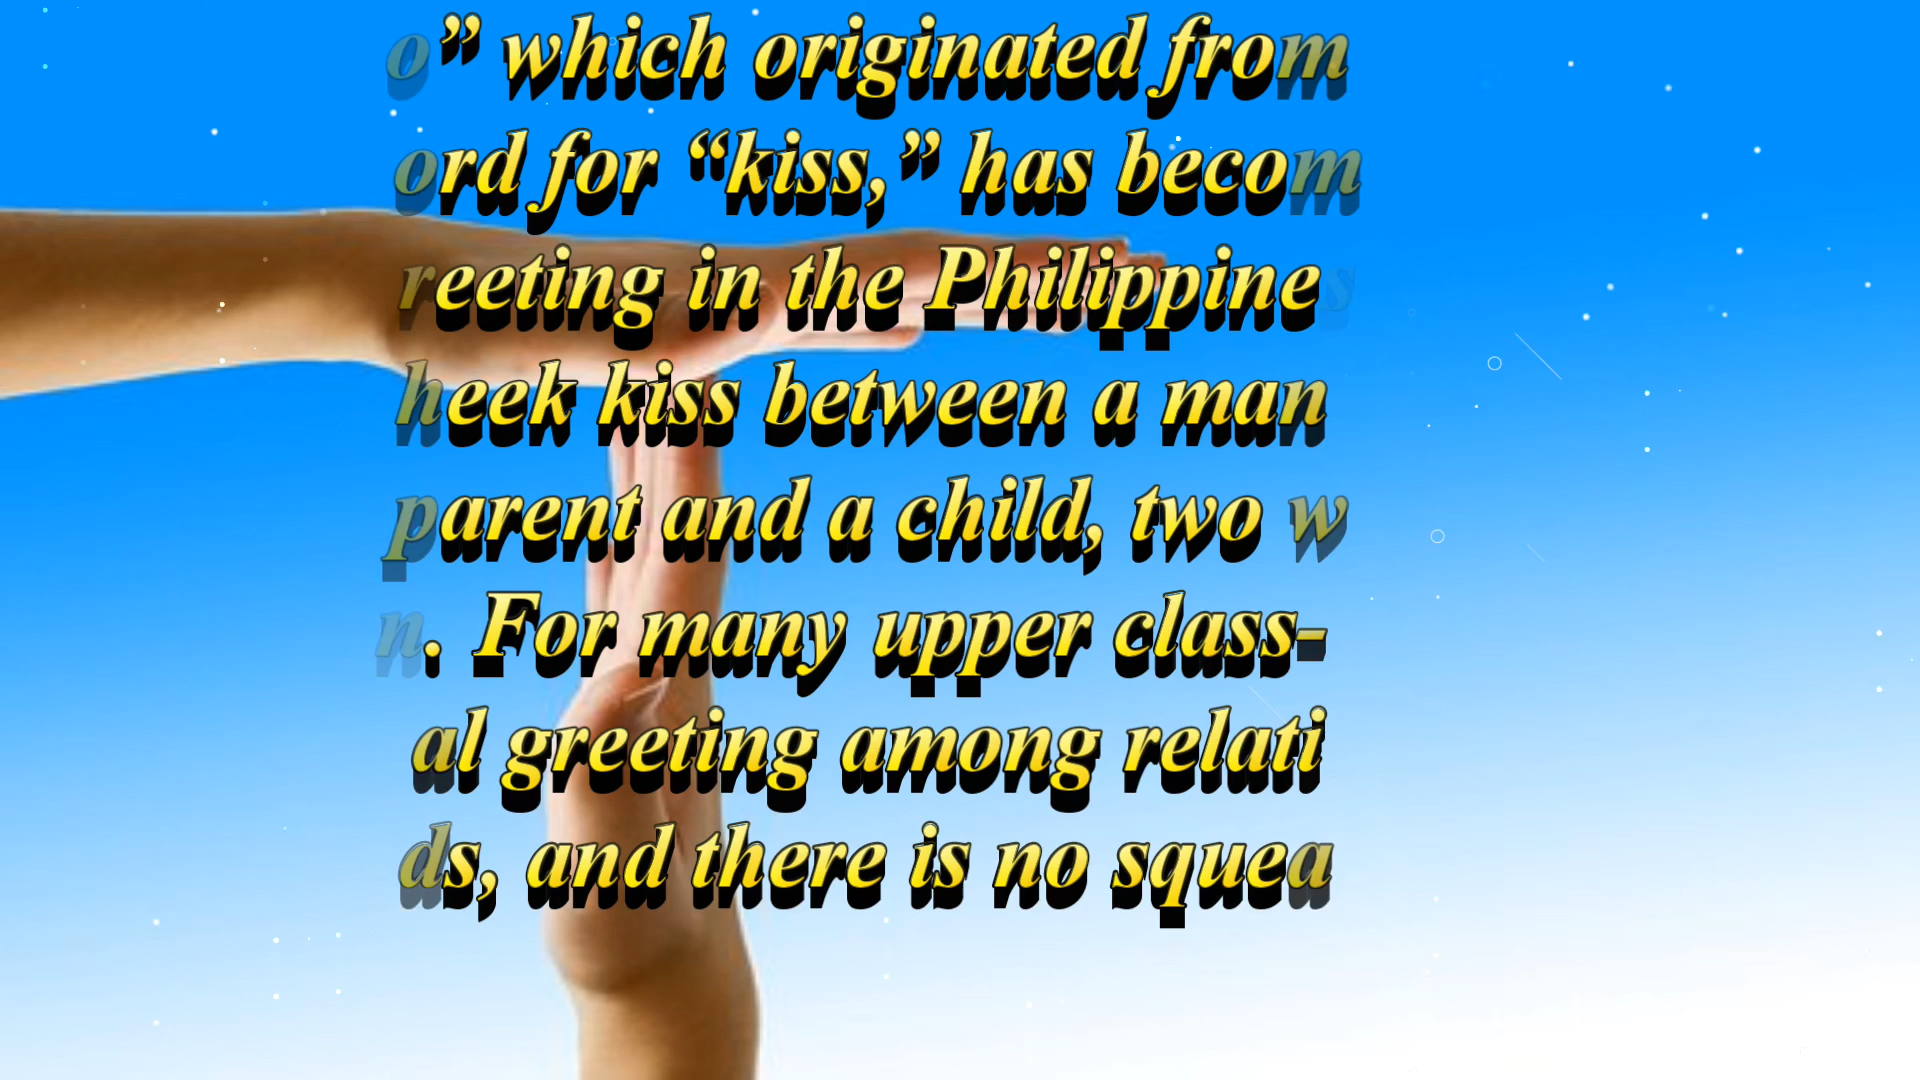 o” which originated from
ord for “kiss,” has becom
reeting in the Philippines
heek kiss between a man
parent and a child, two w
n. For many upper class-
al greeting among relati
ds, and there is no squea